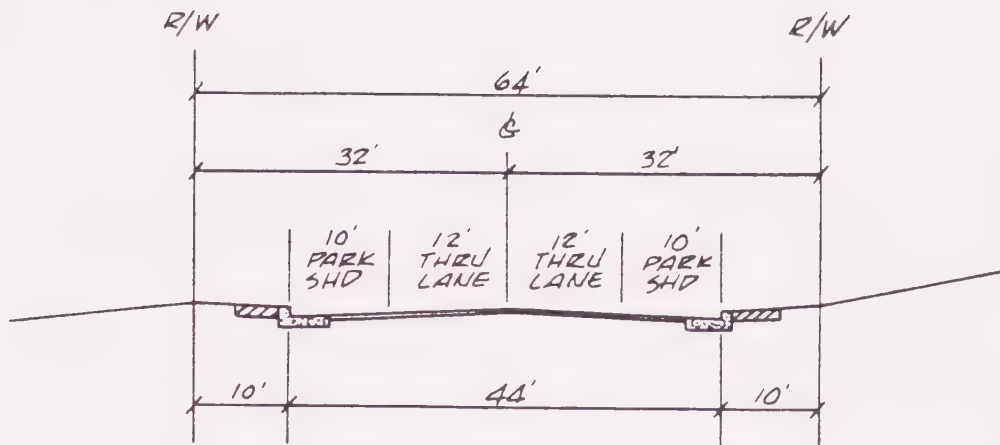 R/W
R/W
64'
℄
32'
32'
10'
PARK
SHD
12'
THRU
LANE
12'
THRU
LANE
10'
PARK
SHD
10'
44'
10'